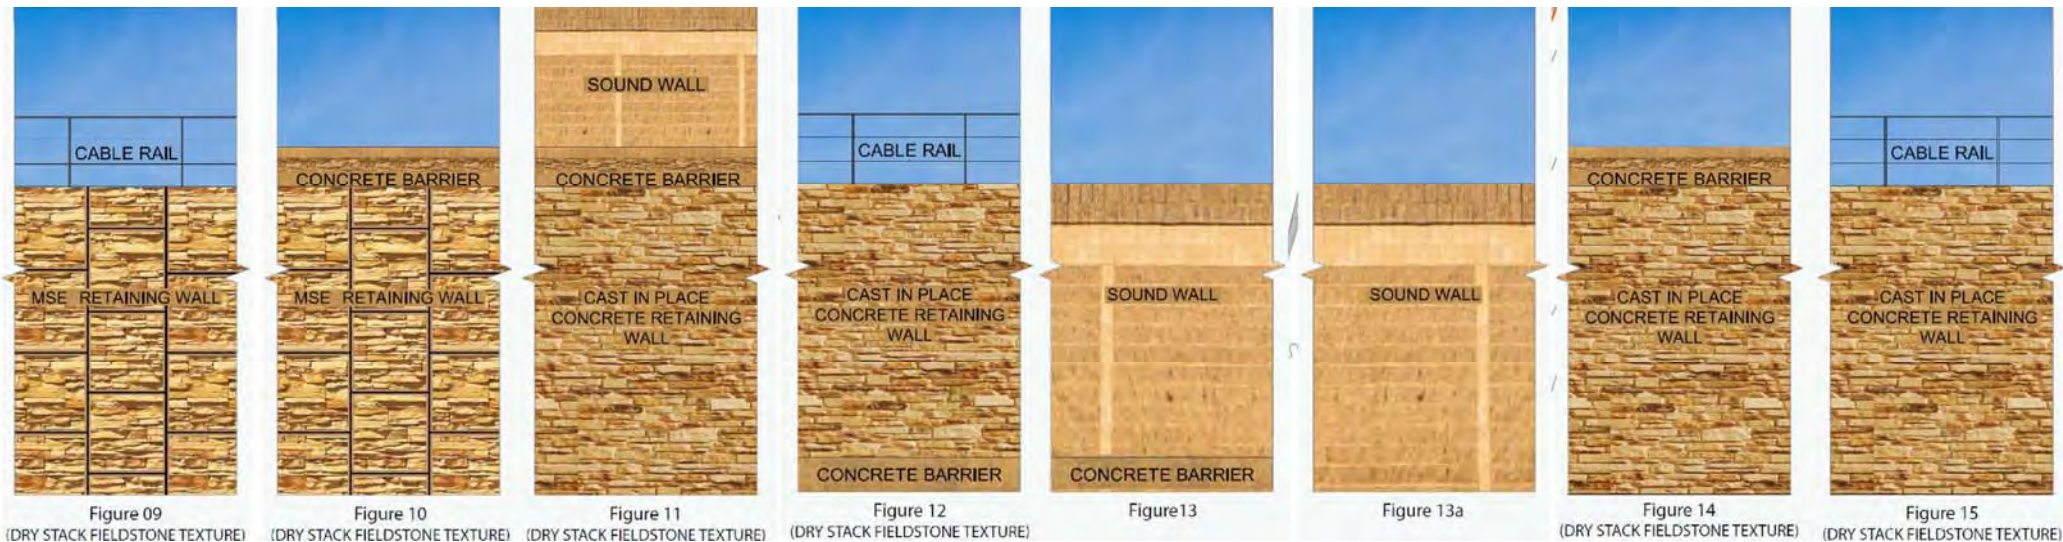 CABLE RAIL
MSE RETAINING WALL
Figure 09
(DRY STACK FIELDSTONE TEXTURE)
CONCRETE BARRIER
MSE RETAINING WALL
Figure 10
(DRY STACK FIELDSTONE TEXTURE)
SOUND WALL
CONCRETE BARRIER
CAST IN PLACE
CONCRETE RETAINING
WALL
Figure 11
(DRY STACK FIELDSTONE TEXTURE)
CABLE RAIL
CAST IN PLACE
CONCRETE RETAINING
WALL
CONCRETE BARRIER
Figure 12
(DRY STACK FIELDSTONE TEXTURE)
SOUND WALL
CONCRETE BARRIER
Figure13
SOUND WALL
Figure 13a
CONCRETE BARRIER
CAST IN PLACE
CONCRETE RETAINING
WALL
Figure 14
(DRY STACK FIELDSTONE TEXTURE)
CABLE RAIL
CAST IN PLACE
CONCRETE RETAINING
WALL
Figure 15
(DRY STACK FIELDSTONE TEXTURE)